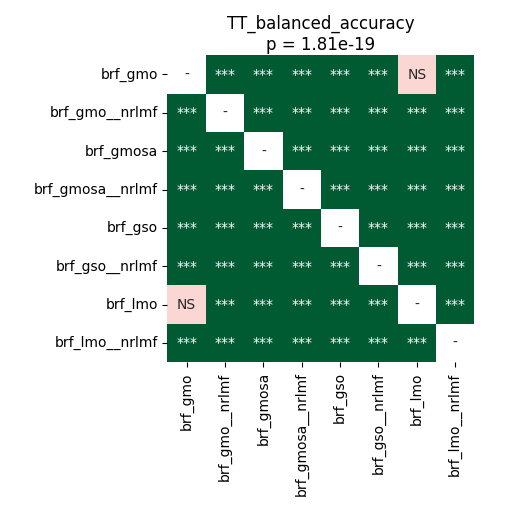 TT_balanced_accuracy
p = 1.81e-19
brf_gmo - *** *** *** *** *** NS ***
brf_gmo__nrlmf *** - *** *** *** *** *** ***
brf_gmosa *** *** - *** *** *** *** ***
brf_gmosa__nrlmf *** *** *** - *** *** *** ***
brf_gso *** *** *** *** - *** *** ***
brf_gso__nrlmf *** *** *** *** *** - *** ***
brf_lmo NS *** *** *** *** *** - ***
brf_lmo__nrlmf *** *** *** *** *** *** *** -
brf_gmo
brf_gmo__nrlmf
brf_gmosa
brf_gmosa__nrlmf
brf_gso
brf_gso__nrlmf
brf_lmo
brf_lmo__nrlmf